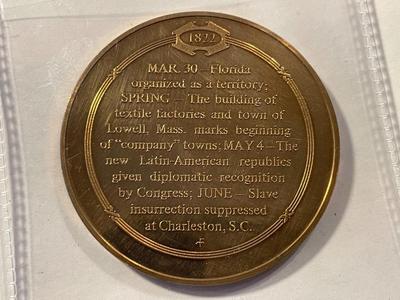 1822
MAR. 30—Florida
organized as a territory;
SPRING—The building of
textile factories and town of
Lowell, Mass. marks beginning
of "company" towns; MAY 4—The
new Latin-American republics
given diplomatic recognition
by Congress; JUNE—Slave
insurrection suppressed
at Charleston, S.C.